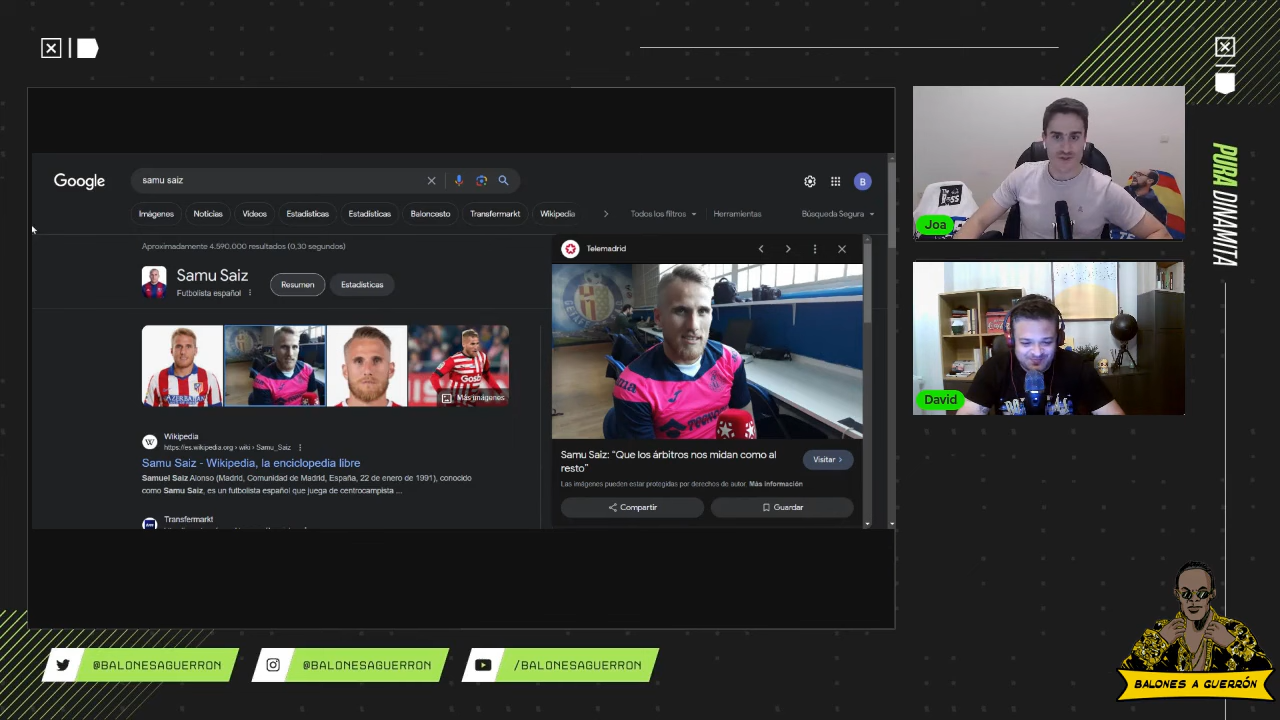 Google
samu saiz
B
Imágenes
Noticias
Videos
Estadísticas
Estadísticas
Baloncesto
Transfermarkt
Wikipedia
Todos los filtros
Herramientas
Búsqueda Segura
Aproximadamente 4.590.000 resultados (0,30 segundos)
Samu Saiz
Futbolista español
Resumen
Estadísticas
Más imágenes
Wikipedia
https://es.wikipedia.org › wiki › Samu_Saiz
Samu Saiz - Wikipedia, la enciclopedia libre
Samuel Saiz Alonso (Madrid, Comunidad de Madrid, España, 22 de enero de 1991), conocido
como Samu Saiz, es un futbolista español que juega de centrocampista ...
Transfermarkt
Telemadrid
Samu Saiz: "Que los árbitros nos midan como al
resto"
Visitar
Las imágenes pueden estar protegidas por derechos de autor. Más información
Compartir
Guardar
Joa
David
PURA DINAMITA
@BALONESAGUERRON
@BALONESAGUERRON
/BALONESAGUERRON
BALONES A GUERRÓN